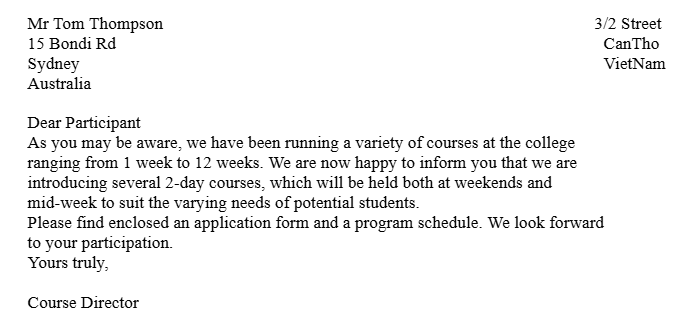 Mr Tom Thompson 3/2 Street
15 Bondi Rd CanTho
Sydney VietNam
Australia
Dear Participant
As you may be aware, we have been running a variety of courses at the college
ranging from 1 week to 12 weeks. We are now happy to inform you that we are
introducing several 2-day courses, which will be held both at weekends and
mid-week to suit the varying needs of potential students.
Please find enclosed an application form and a program schedule. We look forward
to your participation.
Yours truly,
Course Director